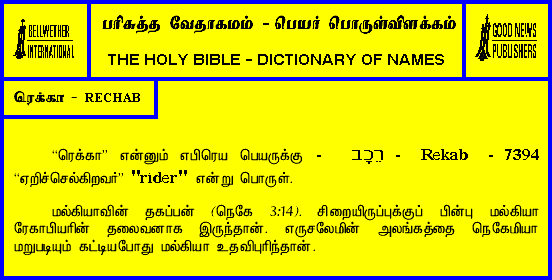 BELLWETHER
INTERNATIONAL
பரிசுத்த வேதாகமம் - பெயர் பொருள்விளக்கம்
THE HOLY BIBLE - DICTIONARY OF NAMES
GOOD NEWS
PUBLISHERS
ரெக்கா - RECHAB
“ரெக்கா” என்னும் எபிரெய பெயருக்கு - רֵכָב - Rekab - 7394
“ஏறிச்செல்கிறவர்” "rider" என்று பொருள்.
மல்கியாவின் தகப்பன் (நெகே 3:14). சிறையிருப்புக்குப் பின்பு மல்கியா
ரேகாபியரின் தலைவனாக இருந்தான். எருசலேமின் அலங்கத்தை நெகேமியா
மறுபடியும் கட்டியபோது மல்கியா உதவிபுரிந்தான்.